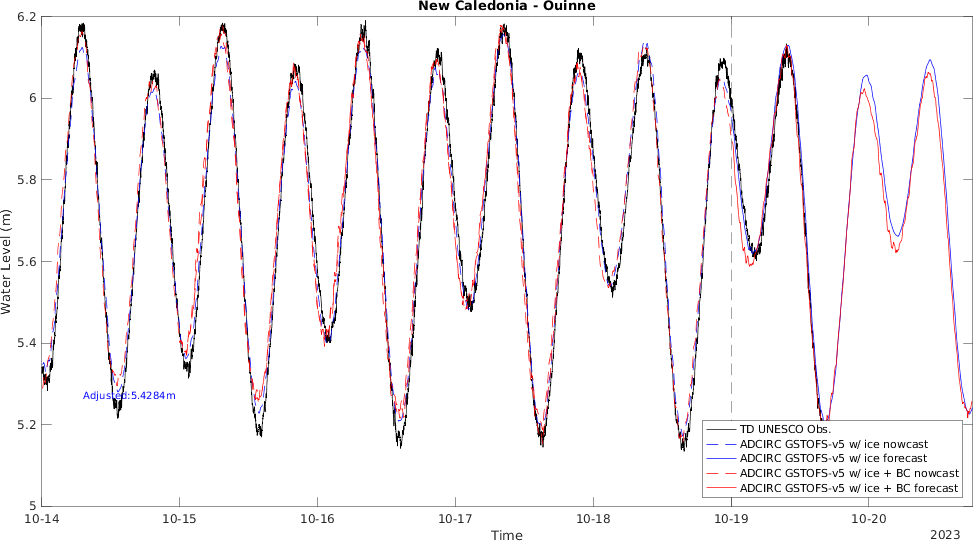 New Caledonia - Ouinne
6.2
6
5.8
5.6
5.4
5.2
5
Water Level (m)
Adjusted:5.4284m
TD UNESCO Obs.
ADCIRC GSTOFS-v5 w/ ice nowcast
ADCIRC GSTOFS-v5 w/ ice forecast
ADCIRC GSTOFS-v5 w/ ice + BC nowcast
ADCIRC GSTOFS-v5 w/ ice + BC forecast
10-14 10-15 10-16 10-17 10-18 10-19 10-20
Time
2023